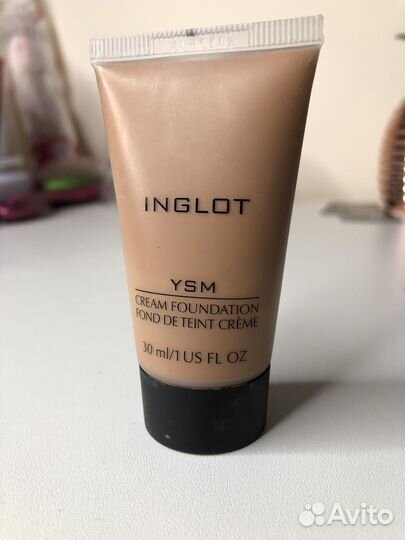 INGLOT
YSM
CREAM FOUNDATION
FOND DE TEINT CRÈME
30 ml/1 US FL OZ
Avito